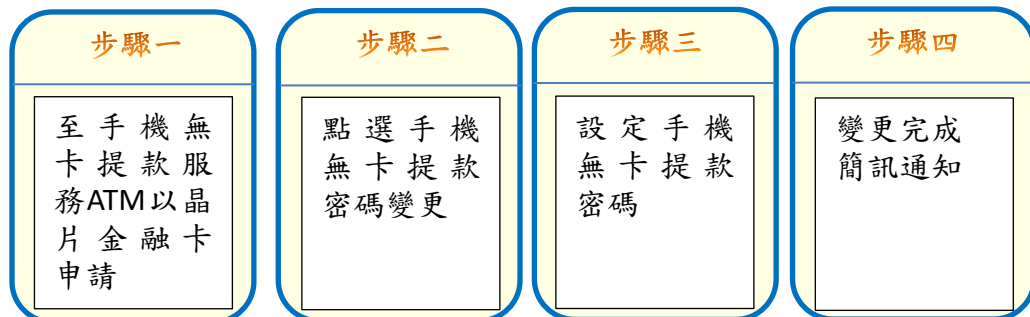 步驟一
至手機無
卡提款服
務ATM以晶
片金融卡
申請
步驟二
點選手機
無卡提款
密碼變更
步驟三
設定手機
無卡提款
密碼
步驟四
變更完成
簡訊通知